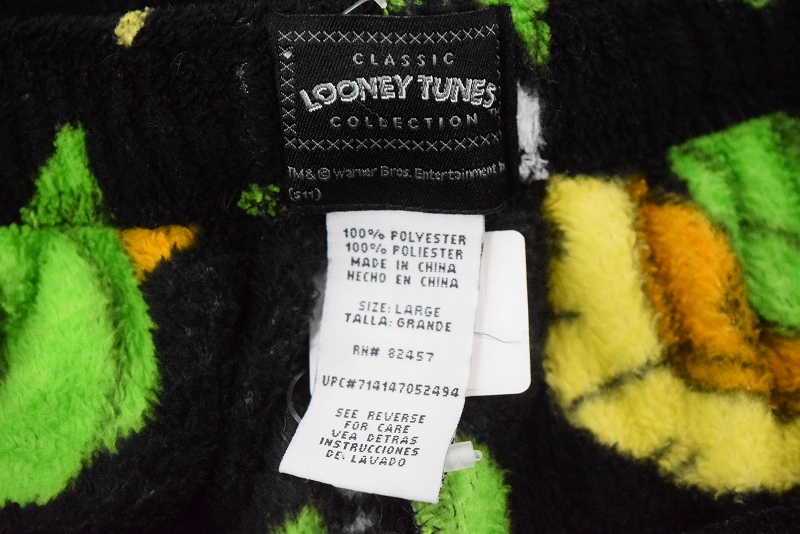 CLASSIC
LOONEY TUNES
COLLECTION
TM& © Warner Bros. Entertainment In
(s11)
100% POLYESTER
100% POLIESTER
MADE IN CHINA
HECHO EN CHINA
SIZE: LARGE
TALLA: GRANDE
RN# 82457
UPC#714147052494
SEE REVERSE
FOR CARE
VEA DETRAS
INSTRUCCIONES
DE LAVADO